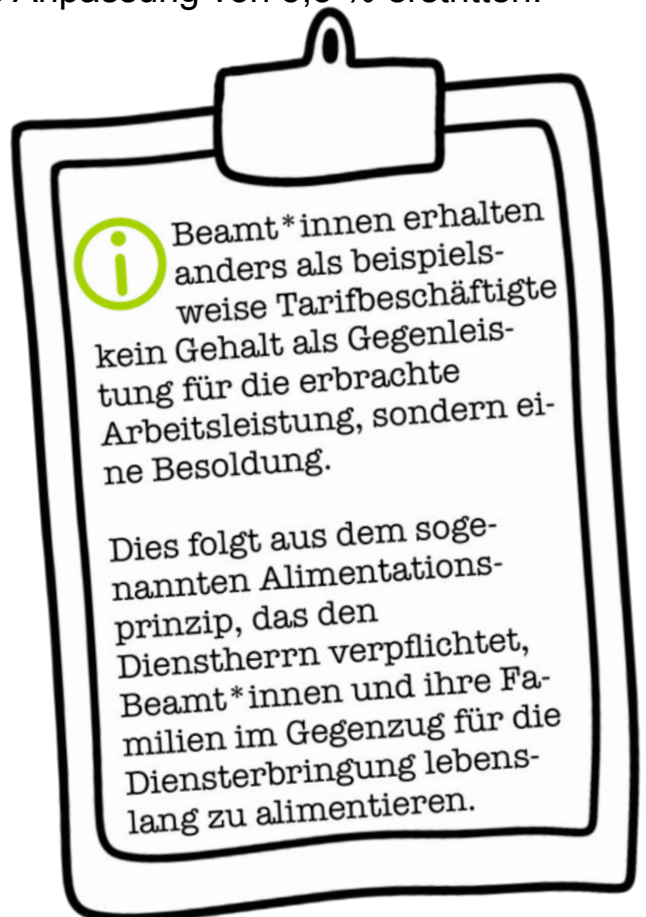 Anpassung von 5,5 % erstritten.
Beamt*innen erhalten
anders als beispiels-
weise Tarifbeschäftigte
kein Gehalt als Gegenleis-
tung für die erbrachte
Arbeitsleistung, sondern ei-
ne Besoldung.
Dies folgt aus dem soge-
nannten Alimentations-
prinzip, das den
Dienstherrn verpflichtet,
Beamt*innen und ihre Fa-
milien im Gegenzug für die
Diensterbringung lebens-
lang zu alimentieren.